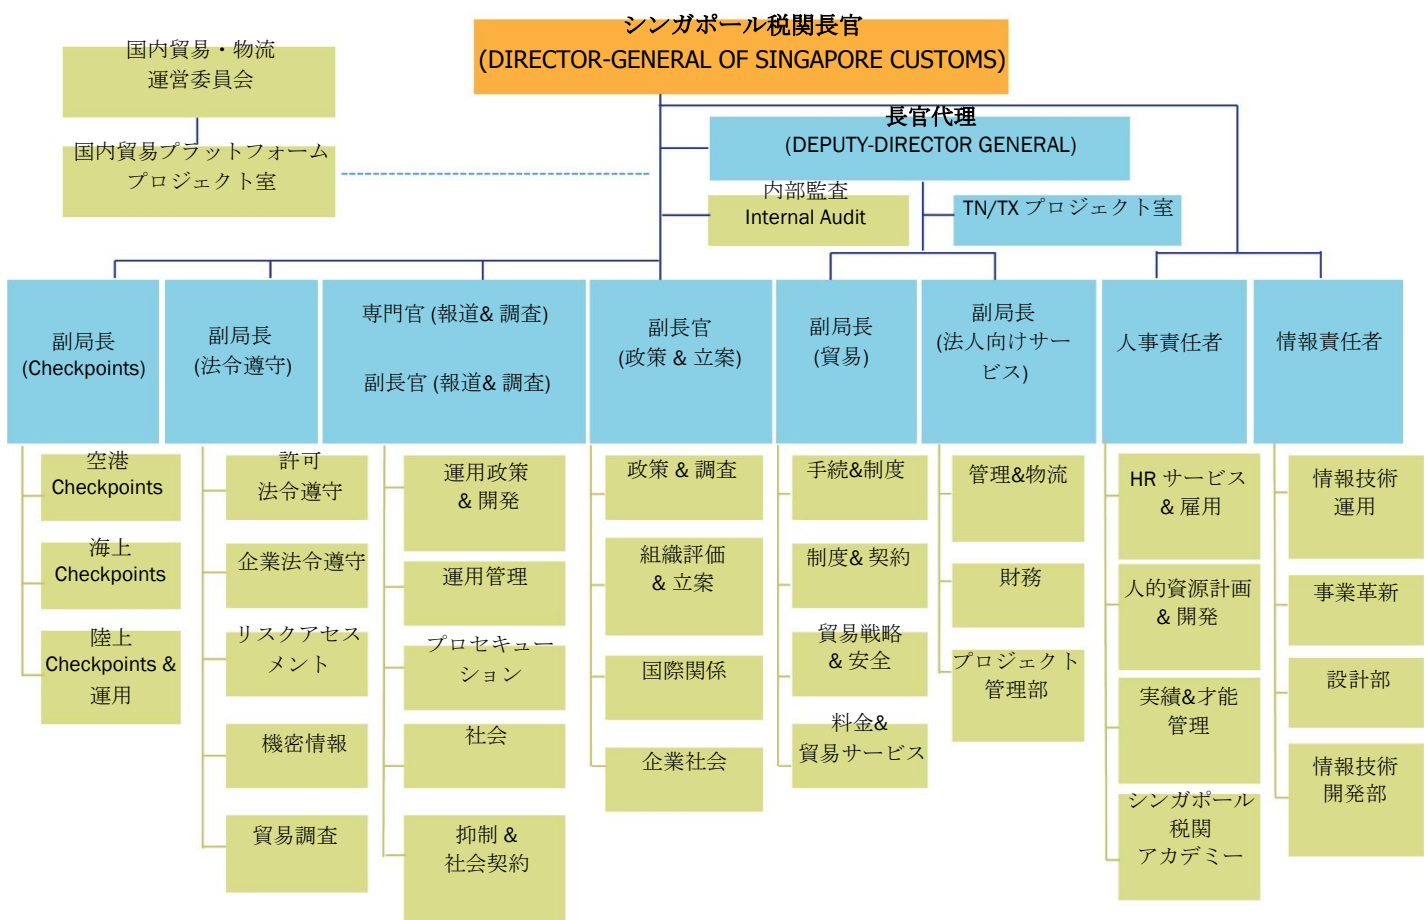 シンガポール税関長官
(DIRECTOR-GENERAL OF SINGAPORE CUSTOMS)
国内貿易・物流
運営委員会
国内貿易プラットフォーム
プロジェクト室
長官代理
(DEPUTY-DIRECTOR GENERAL)
内部監査
Internal Audit
TN/TX プロジェクト室
副局長
(Checkpoints)
副局長
(法令遵守)
専門官 (報道& 調査)
副長官 (報道& 調査)
副長官
(政策 & 立案)
副局長
(貿易)
副局長
(法人向けサー
ビス)
人事責任者
情報責任者
空港
Checkpoints
海上
Checkpoints
陸上
Checkpoints &
運用
許可
法令遵守
企業法令遵守
リスクアセス
メント
機密情報
貿易調査
運用政策
& 開発
運用管理
プロセキュー
ション
社会
抑制 &
社会契約
政策 & 調査
組織評価
& 立案
国際関係
企業社会
手続&制度
制度& 契約
貿易戦略
& 安全
料金&
貿易サービス
管理&物流
財務
プロジェクト
管理部
HR サービス
& 雇用
人的資源計画
& 開発
実績&才能
管理
シンガポール
税関
アカデミー
情報技術
運用
事業革新
設計部
情報技術
開発部